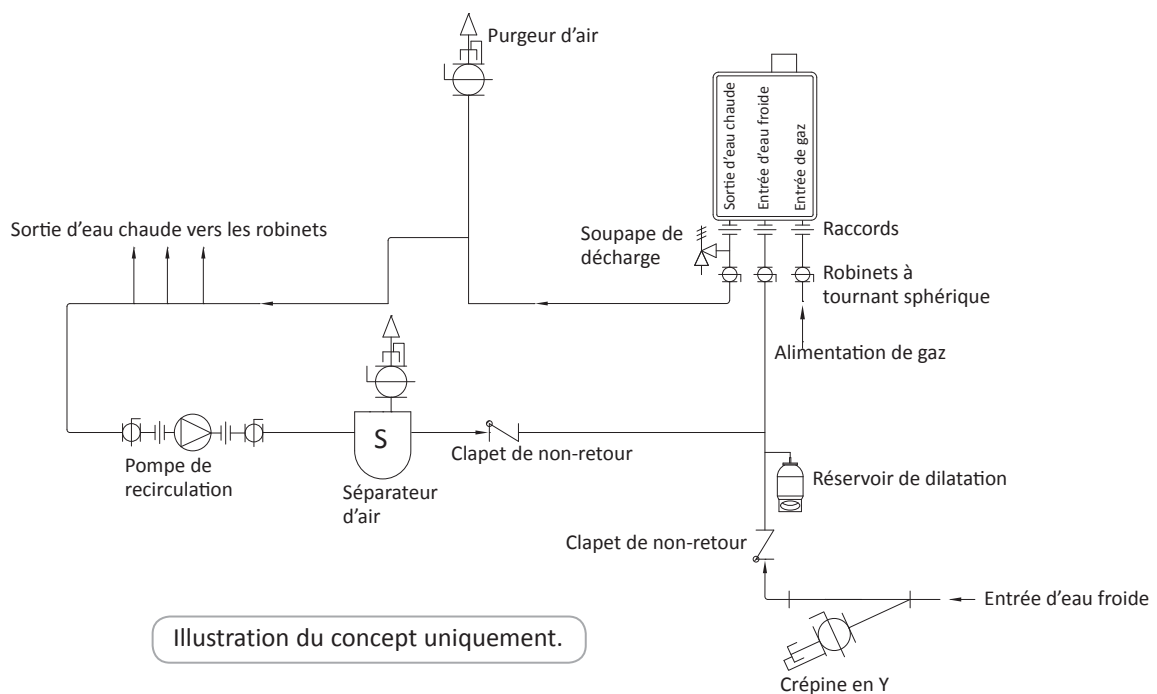 Purgeur d'air
Sortie d'eau chaude
Entrée d'eau froide
Entrée de gaz
Sortie d'eau chaude vers les robinets
Soupape de
décharge
Raccords
Robinets à
tournant sphérique
Alimentation de gaz
S
Clapet de non-retour
Pompe de
recirculation
Séparateur
d'air
Réservoir de dilatation
Clapet de non-retour
Entrée d'eau froide
Illustration du concept uniquement.
Crépine en Y